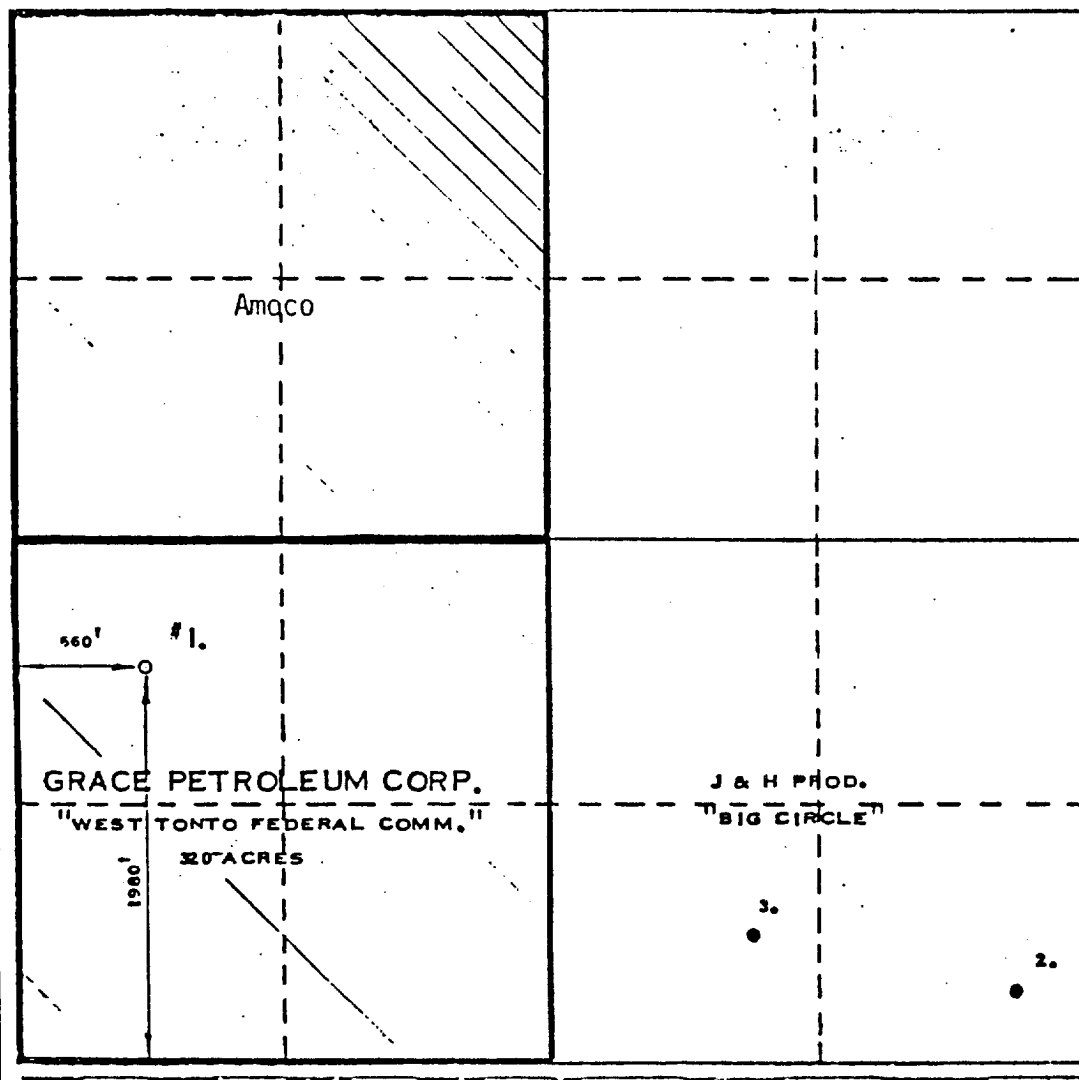 Amoco
560'
#1.
GRACE PETROLEUM CORP.
"WEST TONTO FEDERAL COMM."
320 ACRES
1980'
J & H PROD.
"BIG CIRCLE"
3.
2.